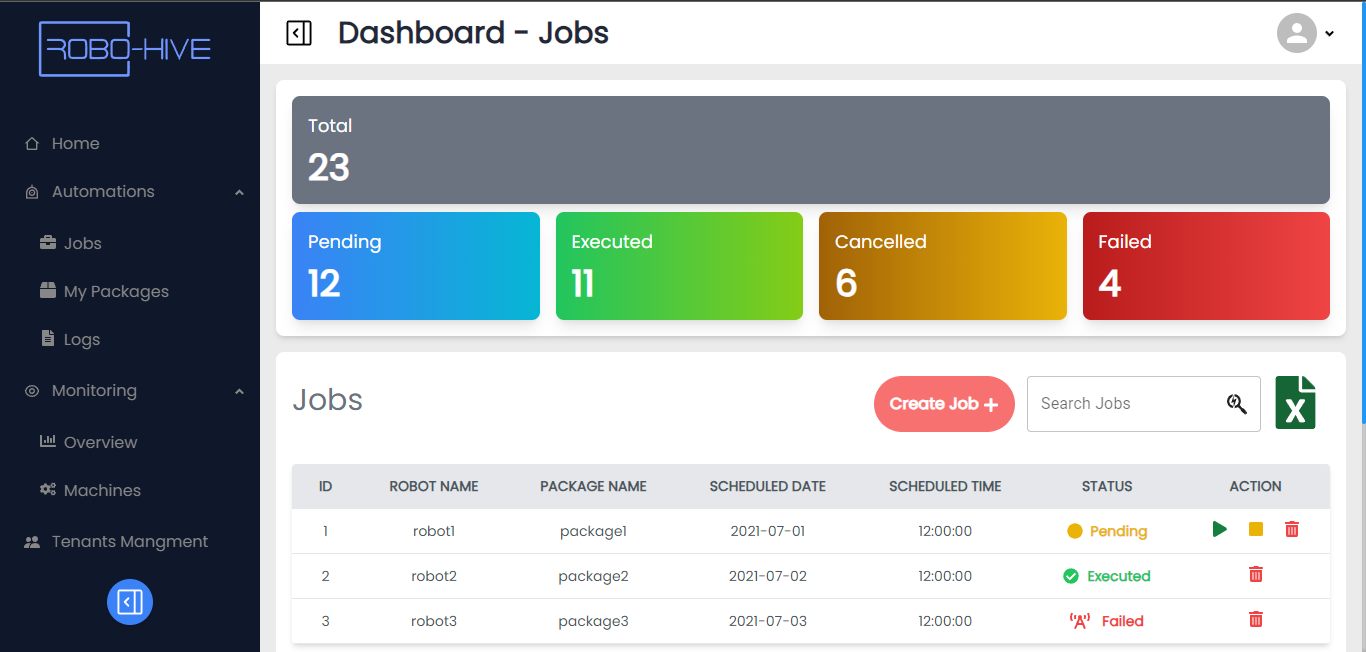 ROBO-HIVE
Dashboard - Jobs
Home
Automations
Jobs
My Packages
Logs
Monitoring
Overview
Machines
Tenants Mangment
Total
23
Pending
12
Executed
11
Cancelled
6
Failed
4
Jobs
Create Job +
Search Jobs
X
ID ROBOT NAME PACKAGE NAME SCHEDULED DATE SCHEDULED TIME STATUS ACTION
1 robot1 package1 2021-07-01 12:00:00 Pending
2 robot2 package2 2021-07-02 12:00:00 Executed
3 robot3 package3 2021-07-03 12:00:00 Failed